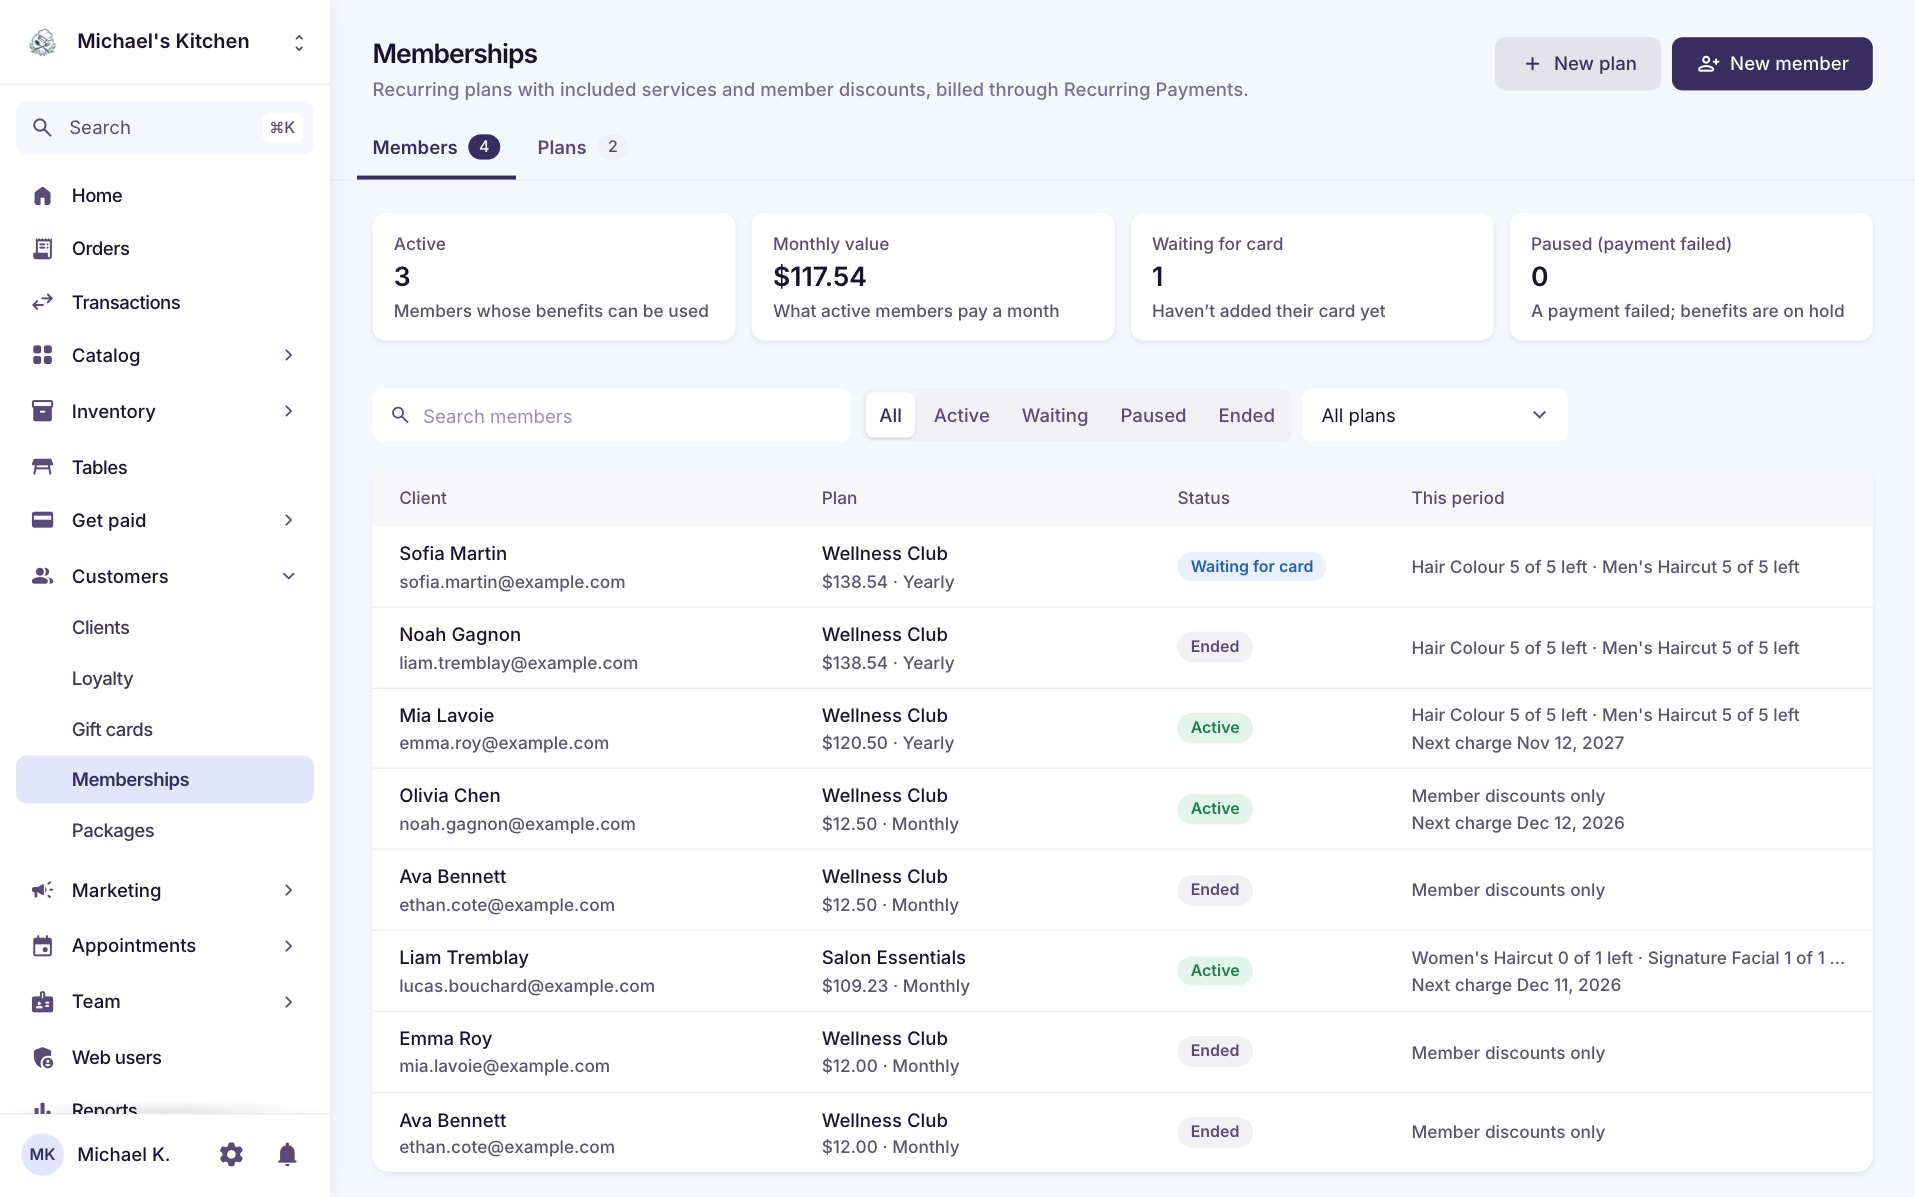 Michael's Kitchen
Search ⌘K
Home
Orders
Transactions
Catalog
Inventory
Tables
Get paid
Customers
Clients
Loyalty
Gift cards
Memberships
Packages
Marketing
Appointments
Team
Web users
Reports
MK Michael K.
Memberships
Recurring plans with included services and member discounts, billed through Recurring Payments.
New plan
New member
Members 4 Plans 2
Active
3
Members whose benefits can be used
Monthly value
$117.54
What active members pay a month
Waiting for card
1
Haven’t added their card yet
Paused (payment failed)
0
A payment failed; benefits are on hold
Search members
All Active Waiting Paused Ended
All plans
Client Plan Status This period
Sofia Martin
sofia.martin@example.com
Wellness Club
$138.54 · Yearly
Waiting for card
Hair Colour 5 of 5 left · Men's Haircut 5 of 5 left
Noah Gagnon
liam.tremblay@example.com
Wellness Club
$138.54 · Yearly
Ended
Hair Colour 5 of 5 left · Men's Haircut 5 of 5 left
Mia Lavoie
emma.roy@example.com
Wellness Club
$120.50 · Yearly
Active
Hair Colour 5 of 5 left · Men's Haircut 5 of 5 left
Next charge Nov 12, 2027
Olivia Chen
noah.gagnon@example.com
Wellness Club
$12.50 · Monthly
Active
Member discounts only
Next charge Dec 12, 2026
Ava Bennett
ethan.cote@example.com
Wellness Club
$12.50 · Monthly
Ended
Member discounts only
Liam Tremblay
lucas.bouchard@example.com
Salon Essentials
$109.23 · Monthly
Active
Women's Haircut 0 of 1 left · Signature Facial 1 of 1 ...
Next charge Dec 11, 2026
Emma Roy
mia.lavoie@example.com
Wellness Club
$12.00 · Monthly
Ended
Member discounts only
Ava Bennett
ethan.cote@example.com
Wellness Club
$12.00 · Monthly
Ended
Member discounts only